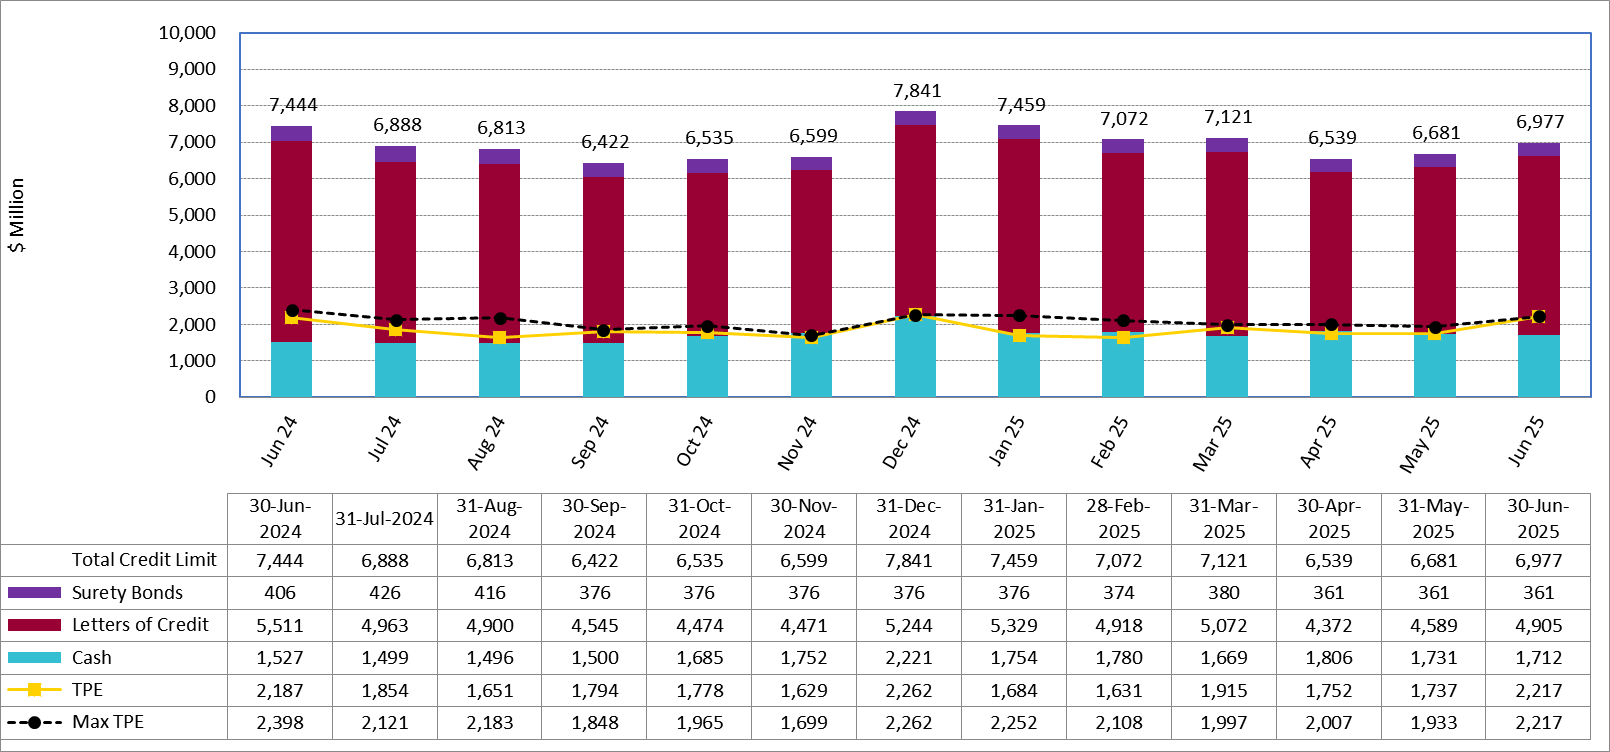 10,000
9,000
8,000
7,000
6,000
5,000
4,000
3,000
2,000
1,000
0
$ Million
7,444
6,888
6,813
6,422
6,535
6,599
7,841
7,459
7,072
7,121
6,539
6,681
6,977
Jun 24
Jul 24
Aug 24
Sep 24
Oct 24
Nov 24
Dec 24
Jan 25
Feb 25
Mar 25
Apr 25
May 25
Jun 25
30-Jun- 31-Jul-2024 31-Aug- 30-Sep- 31-Oct- 30-Nov- 31-Dec- 31-Jan- 28-Feb- 31-Mar- 30-Apr- 31-May- 30-Jun-
2024 2024 2024 2024 2024 2024 2025 2025 2025 2025 2025 2025
Total Credit Limit 7,444 6,888 6,813 6,422 6,535 6,599 7,841 7,459 7,072 7,121 6,539 6,681 6,977
Surety Bonds 406 426 416 376 376 376 376 376 374 380 361 361 361
Letters of Credit 5,511 4,963 4,900 4,545 4,474 4,471 5,244 5,329 4,918 5,072 4,372 4,589 4,905
Cash 1,527 1,499 1,496 1,500 1,685 1,752 2,221 1,754 1,780 1,669 1,806 1,731 1,712
TPE 2,187 1,854 1,651 1,794 1,778 1,629 2,262 1,684 1,631 1,915 1,752 1,737 2,217
Max TPE 2,398 2,121 2,183 1,848 1,965 1,699 2,262 2,252 2,108 1,997 2,007 1,933 2,217